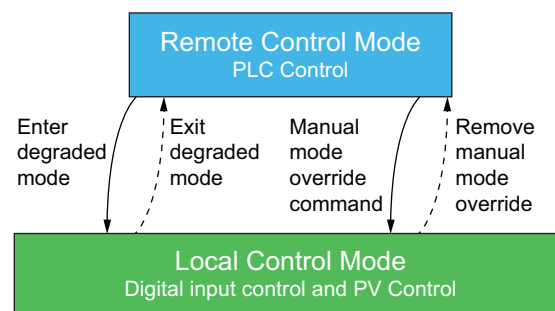 Remote Control Mode
PLC Control
Enter
degraded
mode
Exit
degraded
mode
Manual
mode
override
command
Remove
manual
mode
override
Local Control Mode
Digital input control and PV Control